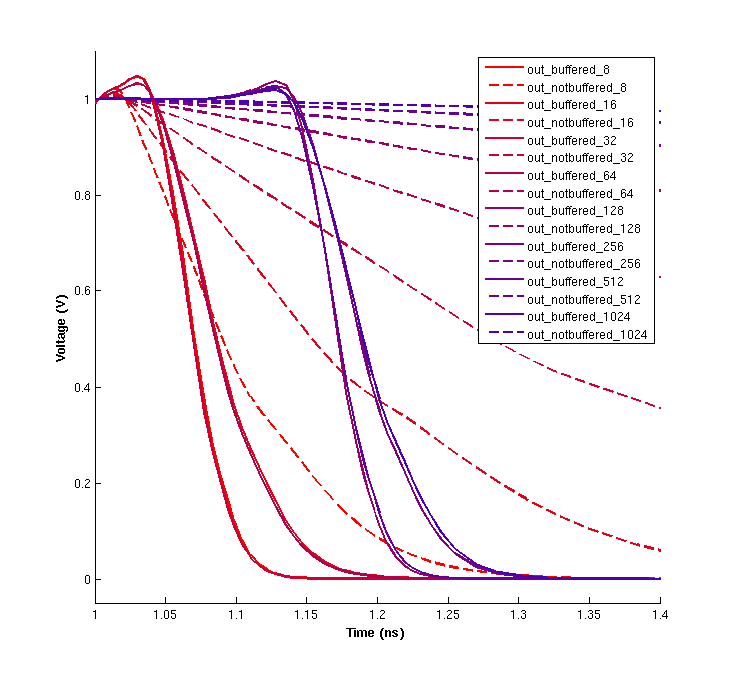 out_buffered_8
out_notbuffered_8
out_buffered_16
out_notbuffered_16
out_buffered_32
out_notbuffered_32
out_buffered_64
out_notbuffered_64
out_buffered_128
out_notbuffered_128
out_buffered_256
out_notbuffered_256
out_buffered_512
out_notbuffered_512
out_buffered_1024
out_notbuffered_1024
1
0.8
0.6
0.4
0.2
0
Voltage (V)
1 1.05 1.1 1.15 1.2 1.25 1.3 1.35 1.4
Time (ns)